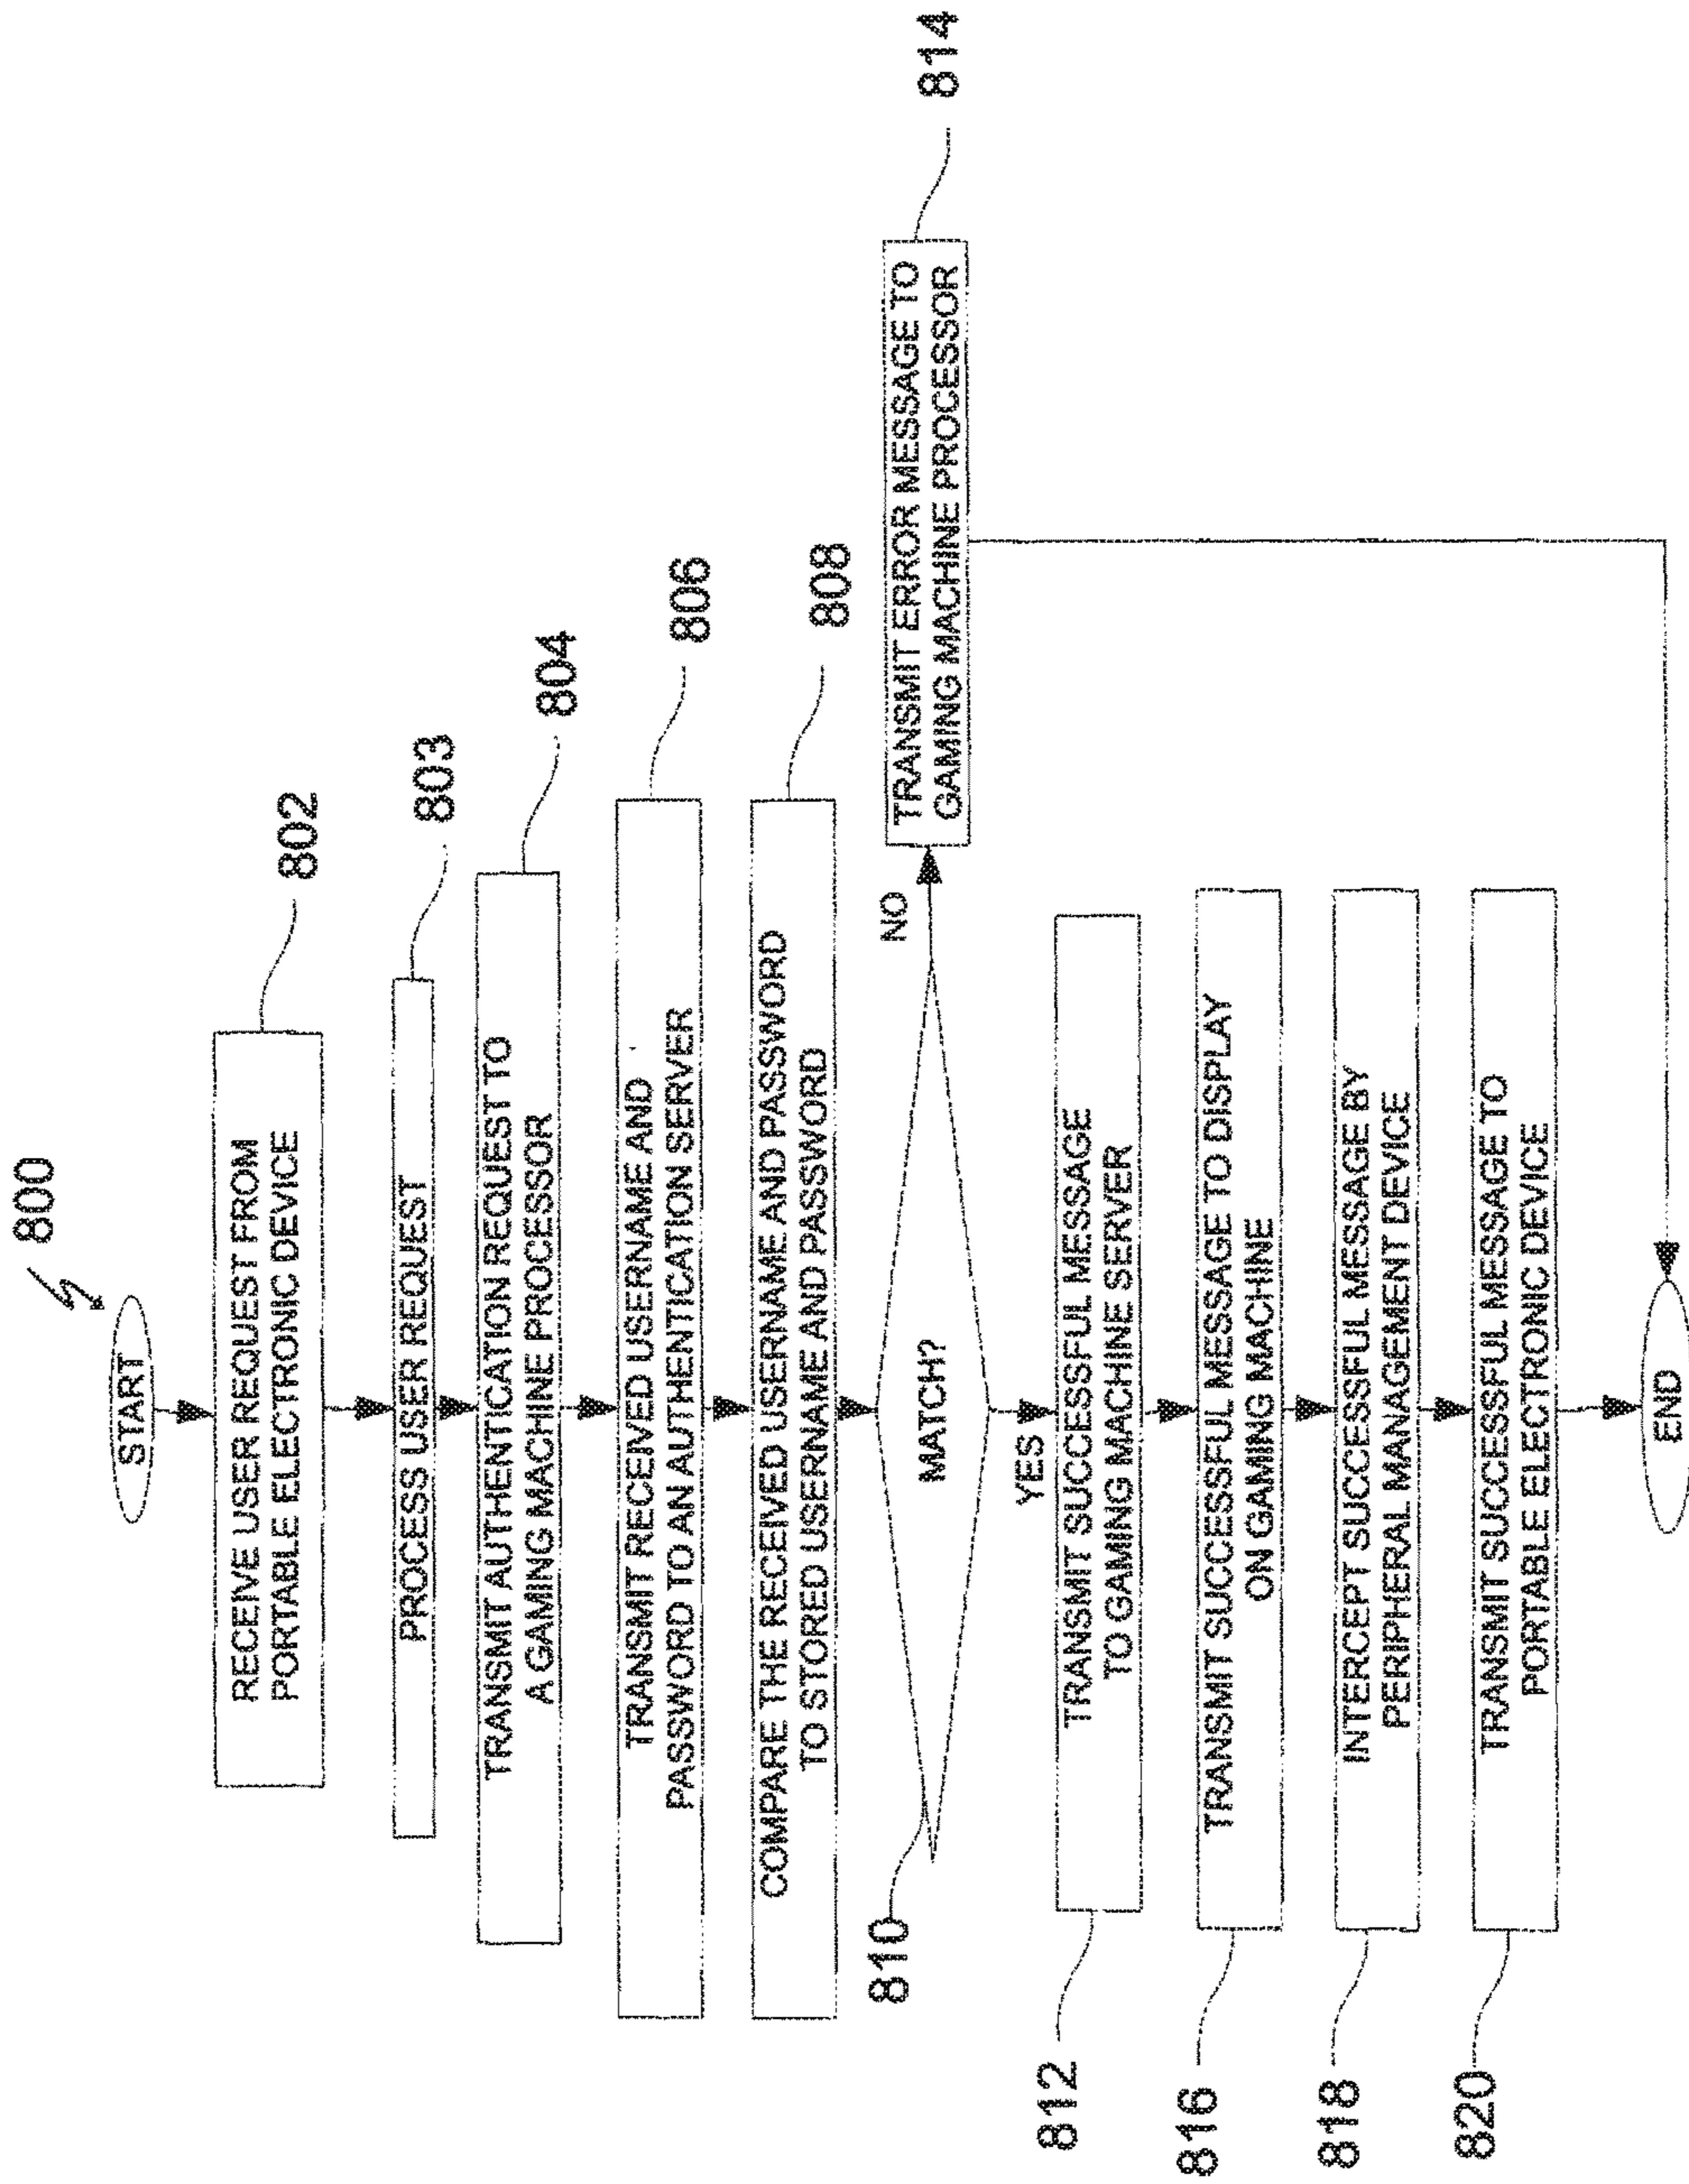 800
START
RECEIVE USER REQUEST FROM
PORTABLE ELECTRONIC DEVICE
802
PROCESS USER REQUEST
803
TRANSMIT AUTHENTICATION REQUEST TO
A GAMING MACHINE PROCESSOR
804
TRANSMIT RECEIVED USERNAME AND
PASSWORD TO AN AUTHENTICATION SERVER
806
COMPARE THE RECEIVED USERNAME AND PASSWORD
TO STORED USERNAME AND PASSWORD
808
810
MATCH?
NO
TRANSMIT ERROR MESSAGE TO
GAMING MACHINE PROCESSOR
814
YES
812
TRANSMIT SUCCESSFUL MESSAGE
TO GAMING MACHINE SERVER
816
TRANSMIT SUCCESSFUL MESSAGE TO DISPLAY
ON GAMING MACHINE
818
INTERCEPT SUCCESSFUL MESSAGE BY
PERIPHERAL MANAGEMENT DEVICE
820
TRANSMIT SUCCESSFUL MESSAGE TO
PORTABLE ELECTRONIC DEVICE
END